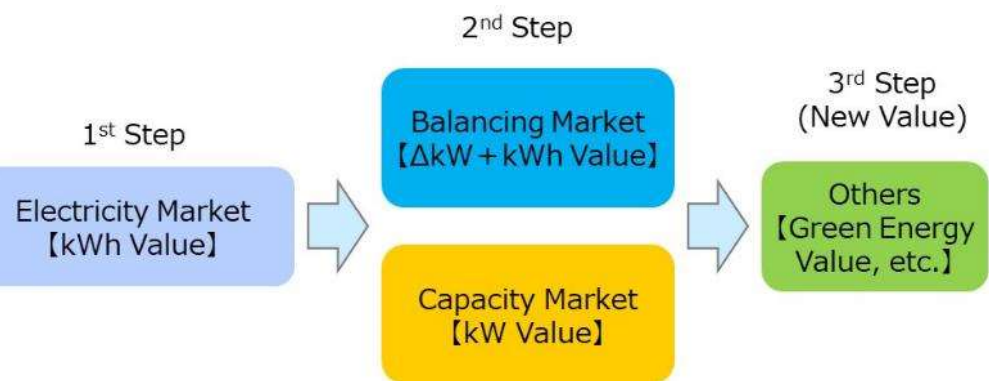 1st Step
Electricity Market
【kWh Value】
2nd Step
Balancing Market
【ΔkW+kWh Value】
Capacity Market
【kW Value】
3rd Step
(New Value)
Others
【Green Energy
Value, etc.】